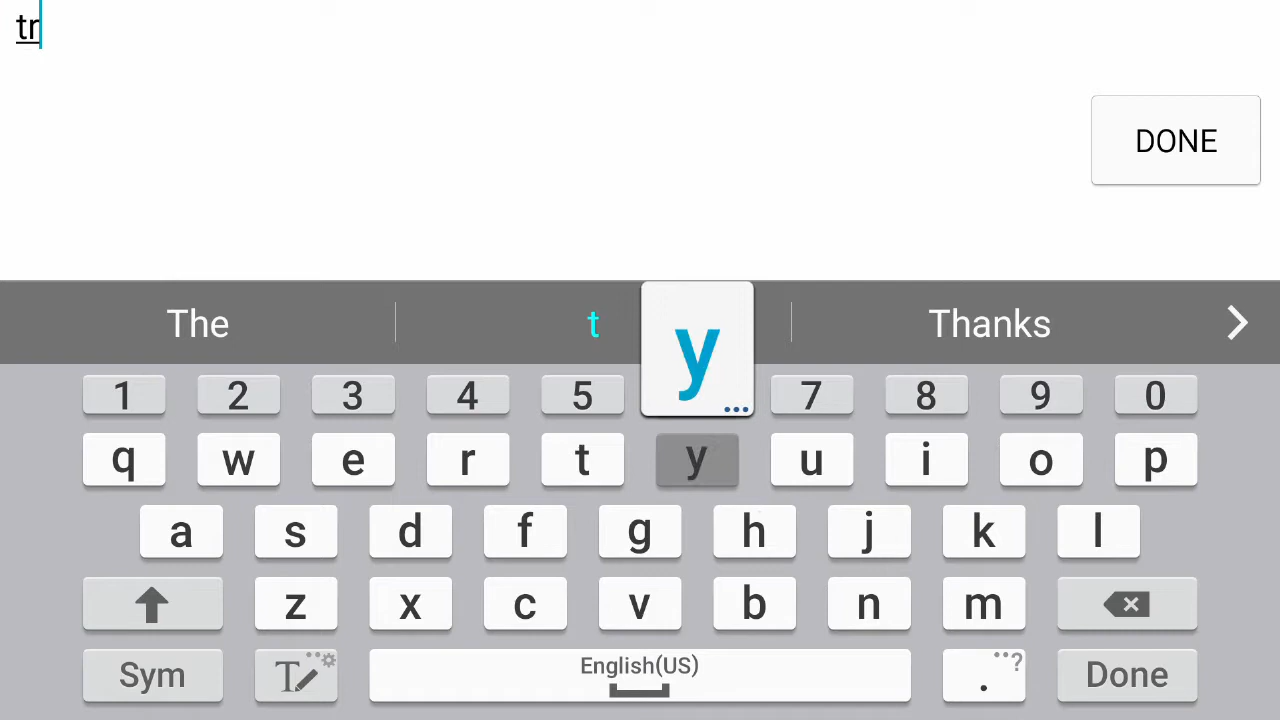 tr
DONE
The t Thanks
y
1 2 3 4 5 7 8 9 0
q w e r t y u i o p
a s d f g h j k l
z x c v b n m
Sym T English(US) . ? Done